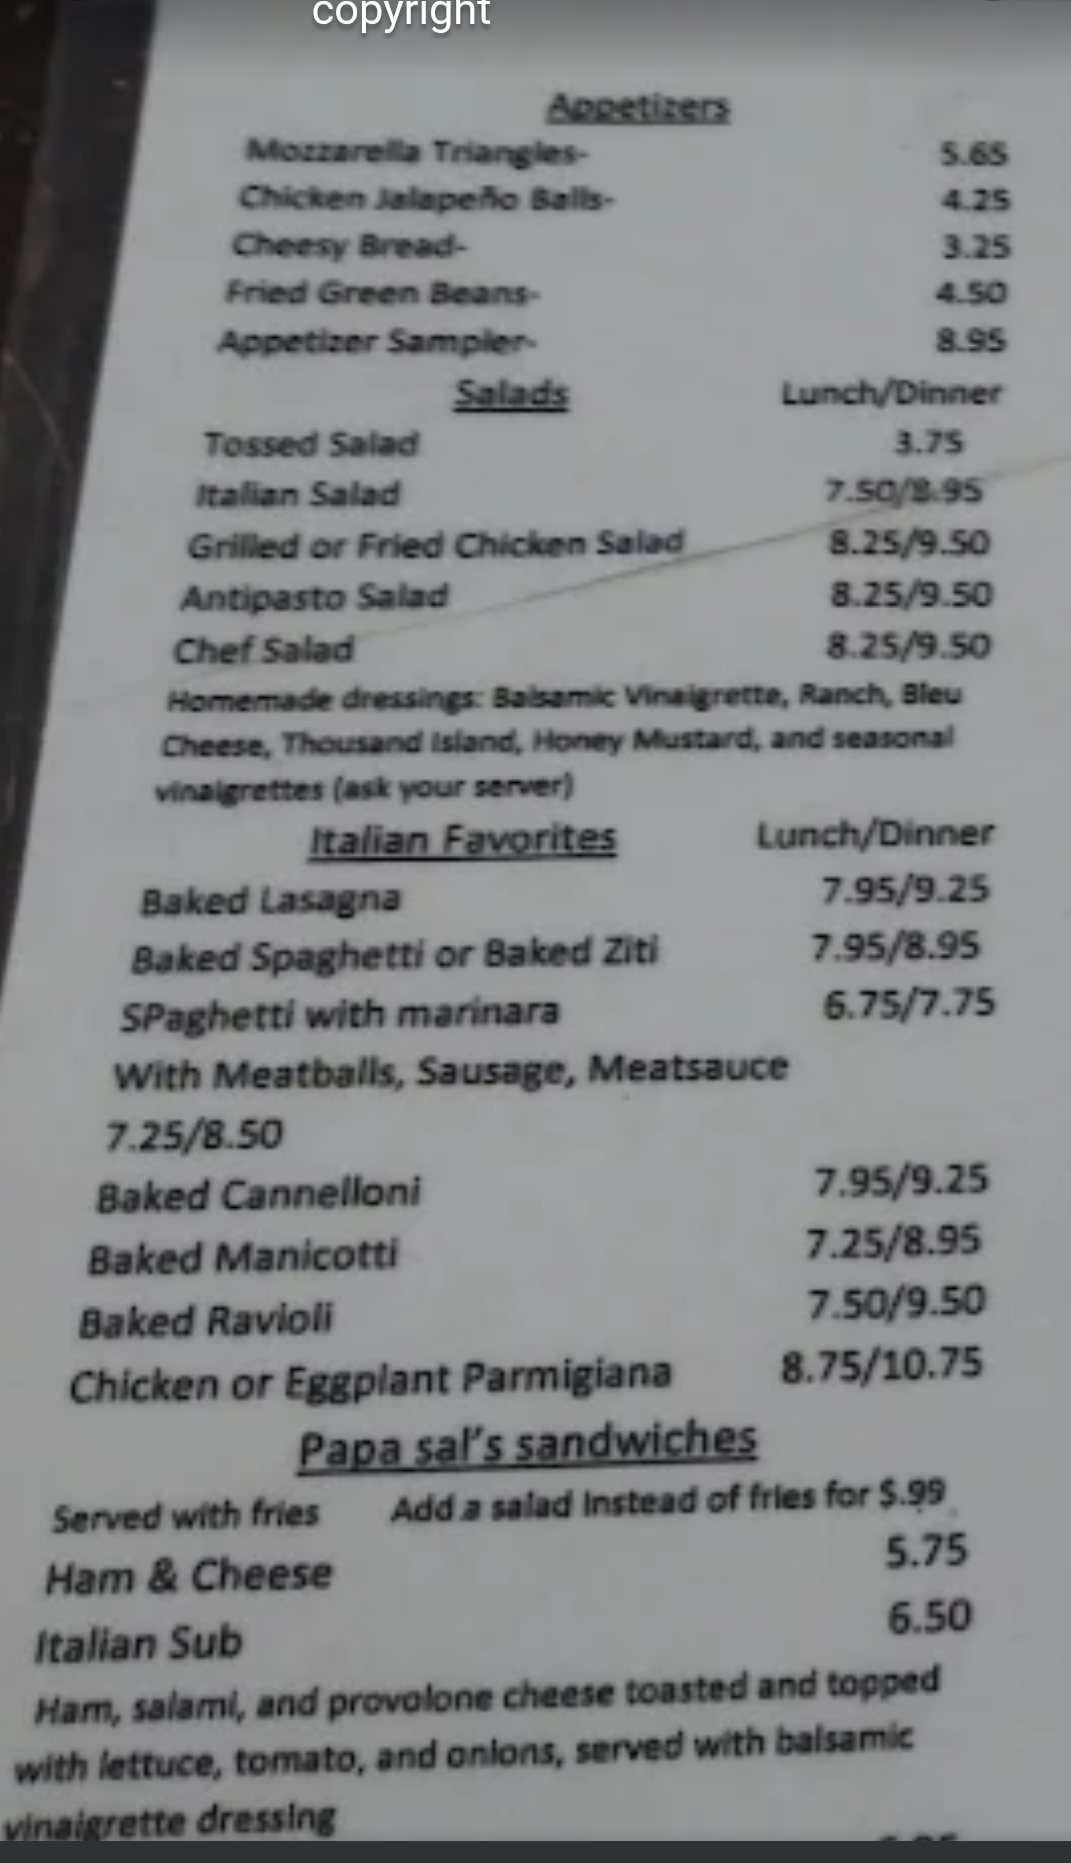 copyright
Appetizers
Mozzarella Triangles- 5.65
Chicken Jalapeño Balls- 4.25
Cheesy Bread- 3.25
Fried Green Beans- 4.50
Appetizer Sampler- 8.95
Salads Lunch/Dinner
Tossed Salad 3.75
Italian Salad 7.50/8.95
Grilled or Fried Chicken Salad 8.25/9.50
Antipasto Salad 8.25/9.50
Chef Salad 8.25/9.50
Homemade dressings: Balsamic Vinaigrette, Ranch, Bleu
Cheese, Thousand Island, Honey Mustard, and seasonal
vinaigrettes (ask your server)
Italian Favorites Lunch/Dinner
Baked Lasagna 7.95/9.25
Baked Spaghetti or Baked Ziti 7.95/8.95
SPaghetti with marinara 6.75/7.75
With Meatballs, Sausage, Meatsauce
7.25/8.50
Baked Cannelloni 7.95/9.25
Baked Manicotti 7.25/8.95
Baked Ravioli 7.50/9.50
Chicken or Eggplant Parmigiana 8.75/10.75
Papa sal's sandwiches
Served with fries Add a salad instead of fries for $.99
Ham & Cheese 5.75
Italian Sub 6.50
Ham, salami, and provolone cheese toasted and topped
with lettuce, tomato, and onions, served with balsamic
vinaigrette dressing